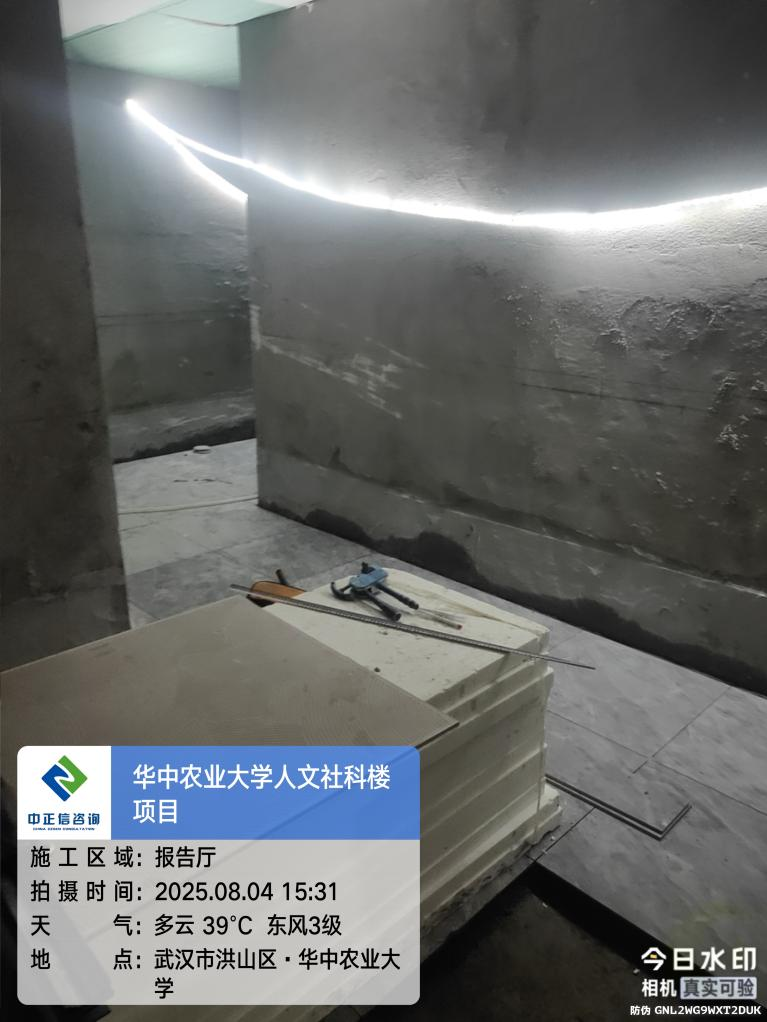 中正信咨询
CHINA ZENXIN CONSULTATION
华中农业大学人文社科楼
项目
施工区域：报告厅
拍摄时间：2025.08.04 15:31
天气：多云 39℃ 东风3级
地点：武汉市洪山区·华中农业大
学
今日水印
相机 真实可验
防伪 GNL2WG9WXT2DUK